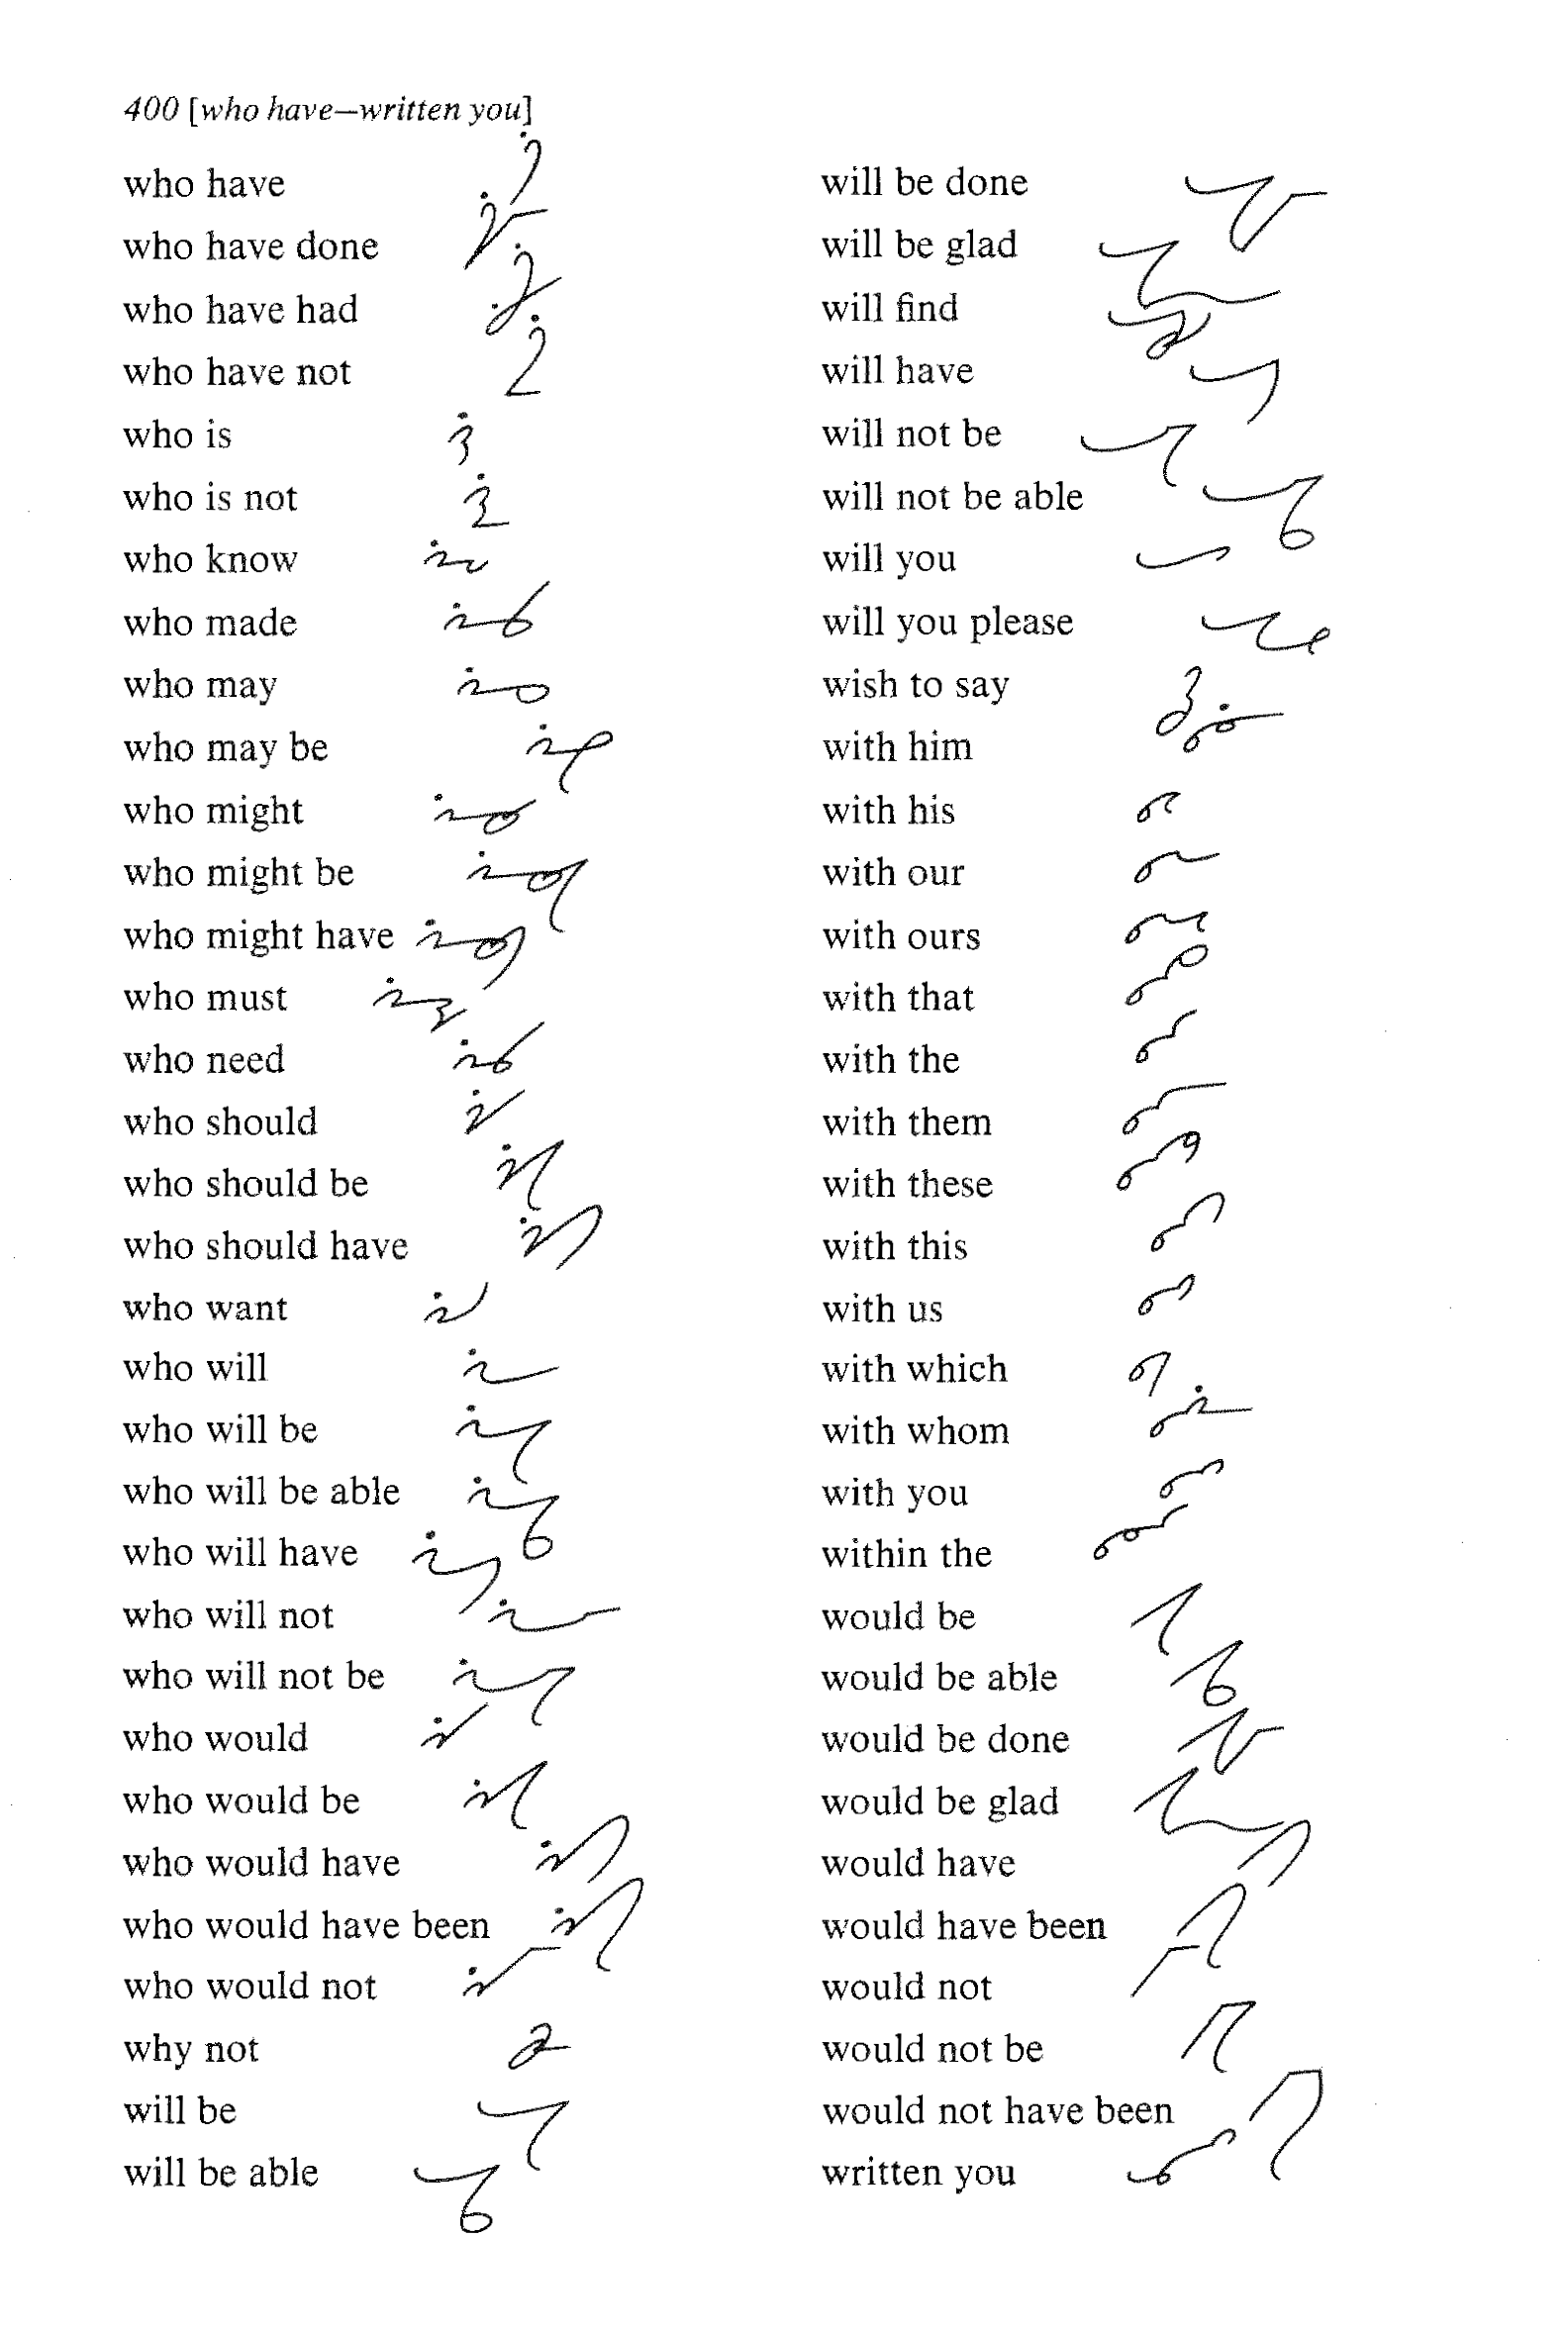 400 [who have—written you]
who have
who have done
who have had
who have not
who is
who is not
who know
who made
who may
who may be
who might
who might be
who might have
who must
who need
who should
who should be
who should have
who want
who will
who will be
who will be able
who will have
who will not
who will not be
who would
who would be
who would have
who would have been
who would not
why not
will be
will be able
will be done
will be glad
will find
will have
will not be
will not be able
will you
will you please
wish to say
with him
with his
with our
with ours
with that
with the
with them
with these
with this
with us
with which
with whom
with you
within the
would be
would be able
would be done
would be glad
would have
would have been
would not
would not be
would not have been
written you